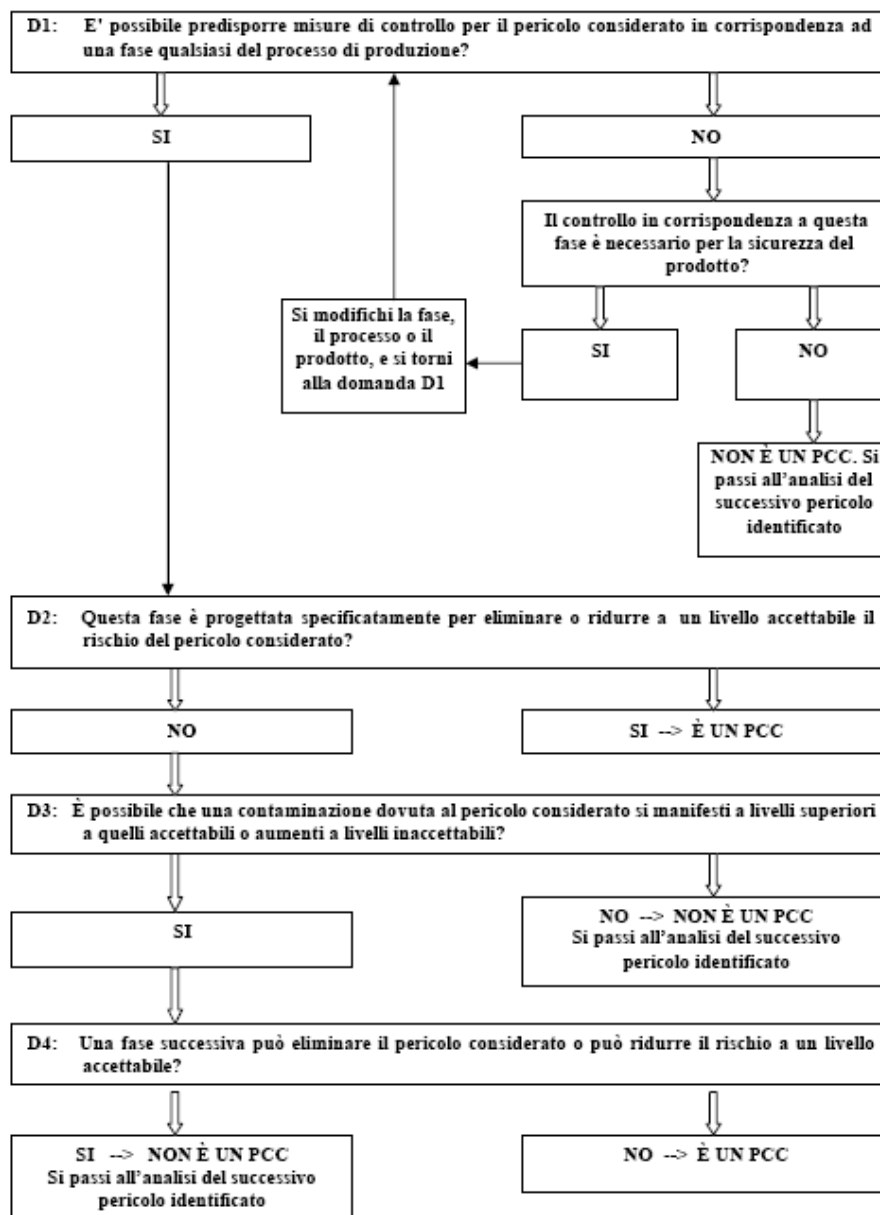 D1: E' possibile predisporre misure di controllo per il pericolo considerato in corrispondenza ad
una fase qualsiasi del processo di produzione?
SI
NO
Il controllo in corrispondenza a questa
fase è necessario per la sicurezza del
prodotto?
Si modifichi la fase,
il processo o il
prodotto, e si torni
alla domanda D1
SI
NO
NON È UN PCC. Si
passi all'analisi del
successivo pericolo
identificato
D2: Questa fase è progettata specificatamente per eliminare o ridurre a un livello accettabile il
rischio del pericolo considerato?
NO
SI --> È UN PCC
D3: È possibile che una contaminazione dovuta al pericolo considerato si manifesti a livelli superiori
a quelli accettabili o aumenti a livelli inaccettabili?
SI
NO --> NON È UN PCC
Si passi all'analisi del successivo
pericolo identificato
D4: Una fase successiva può eliminare il pericolo considerato o può ridurre il rischio a un livello
accettabile?
SI --> NON È UN PCC
Si passi all'analisi del successivo
pericolo identificato
NO --> È UN PCC